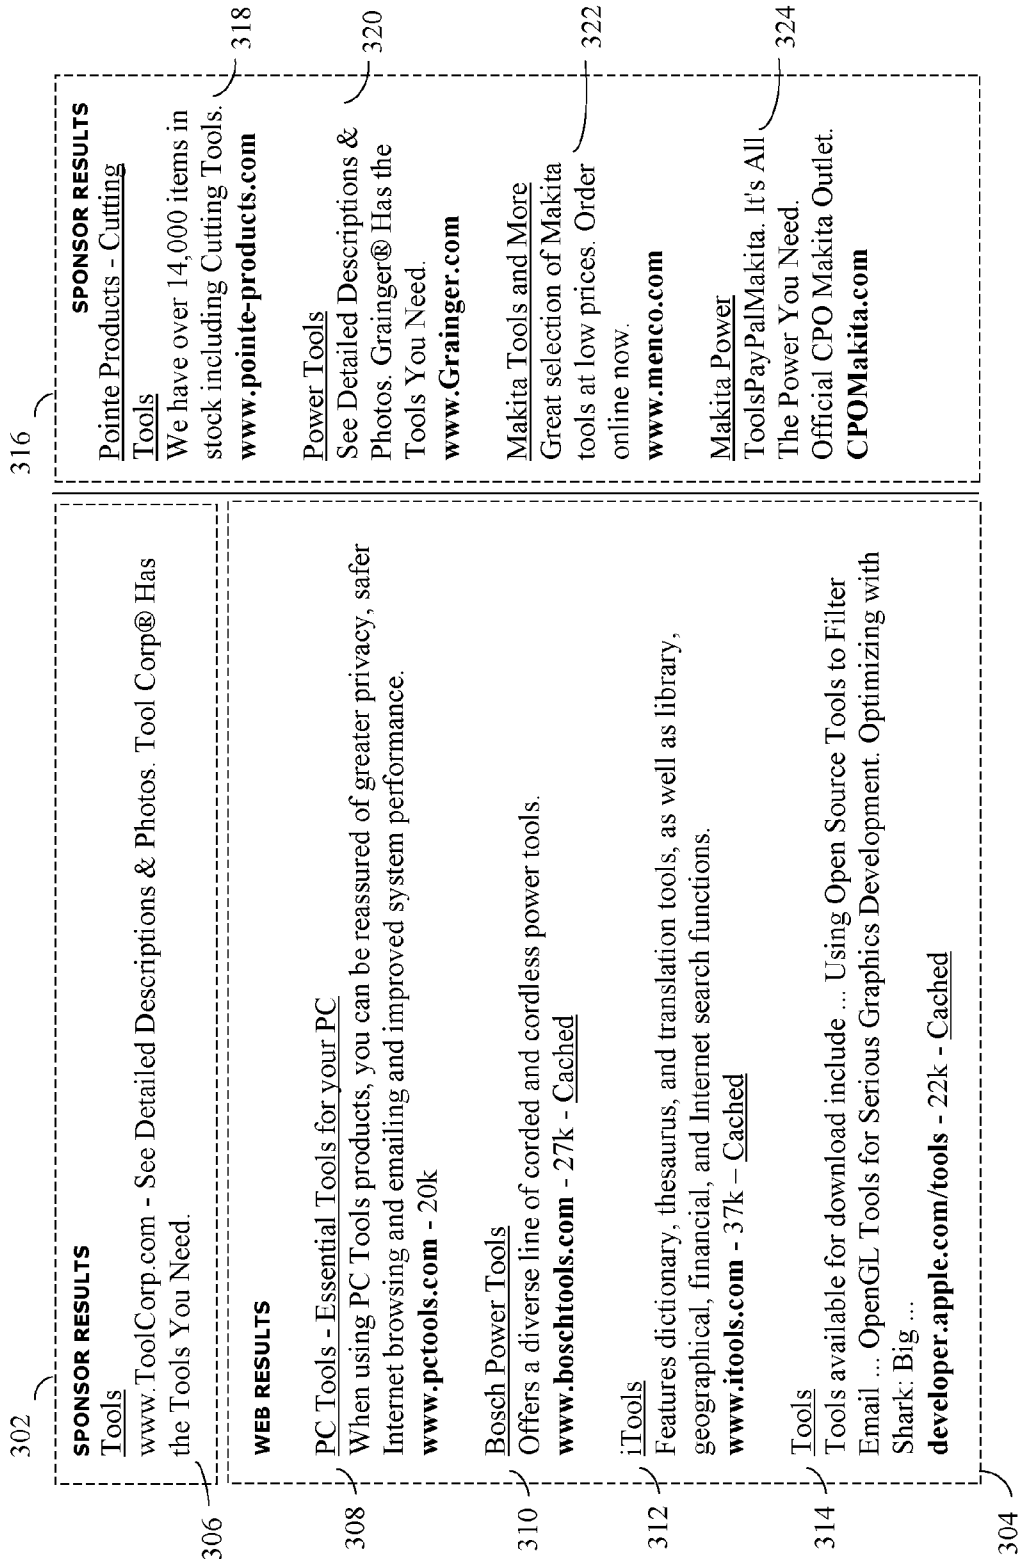 302
SPONSOR RESULTS
Tools
www.ToolCorp.com - See Detailed Descriptions & Photos. Tool Corp® Has
the Tools You Need.
306
WEB RESULTS
PC Tools - Essential Tools for your PC
When using PC Tools products, you can be reassured of greater privacy, safer
Internet browsing and emailing and improved system performance.
www.pctools.com - 20k
308
Bosch Power Tools
Offers a diverse line of corded and cordless power tools.
www.boschtools.com - 27k - Cached
310
iTools
Features dictionary, thesaurus, and translation tools, as well as library,
geographical, financial, and Internet search functions.
www.itools.com - 37k – Cached
312
Tools
Tools available for download include ... Using Open Source Tools to Filter
Email ... OpenGL Tools for Serious Graphics Development. Optimizing with
Shark: Big ...
developer.apple.com/tools - 22k - Cached
314
304
316
SPONSOR RESULTS
Pointe Products - Cutting
Tools
We have over 14,000 items in
stock including Cutting Tools.
www.pointe-products.com
318
Power Tools
See Detailed Descriptions &
Photos. Grainger® Has the
Tools You Need.
www.Grainger.com
320
Makita Tools and More
Great selection of Makita
tools at low prices. Order
online now.
www.menco.com
322
Makita Power
ToolsPayPalMakita. It's All
The Power You Need.
Official CPO Makita Outlet.
CPOMakita.com
324